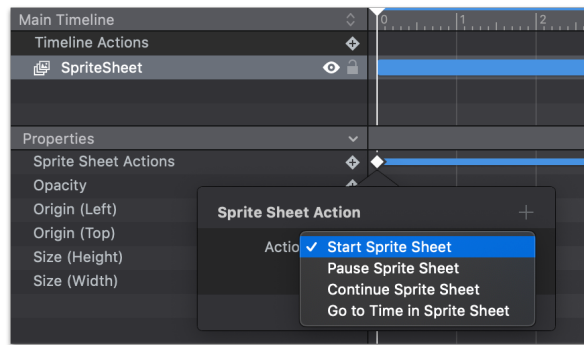 Main Timeline
0 1 2
Timeline Actions
SpriteSheet
Properties
Sprite Sheet Actions
Opacity
Origin (Left)
Origin (Top)
Size (Height)
Size (Width)
Sprite Sheet Action
Actio
Start Sprite Sheet
Pause Sprite Sheet
Continue Sprite Sheet
Go to Time in Sprite Sheet